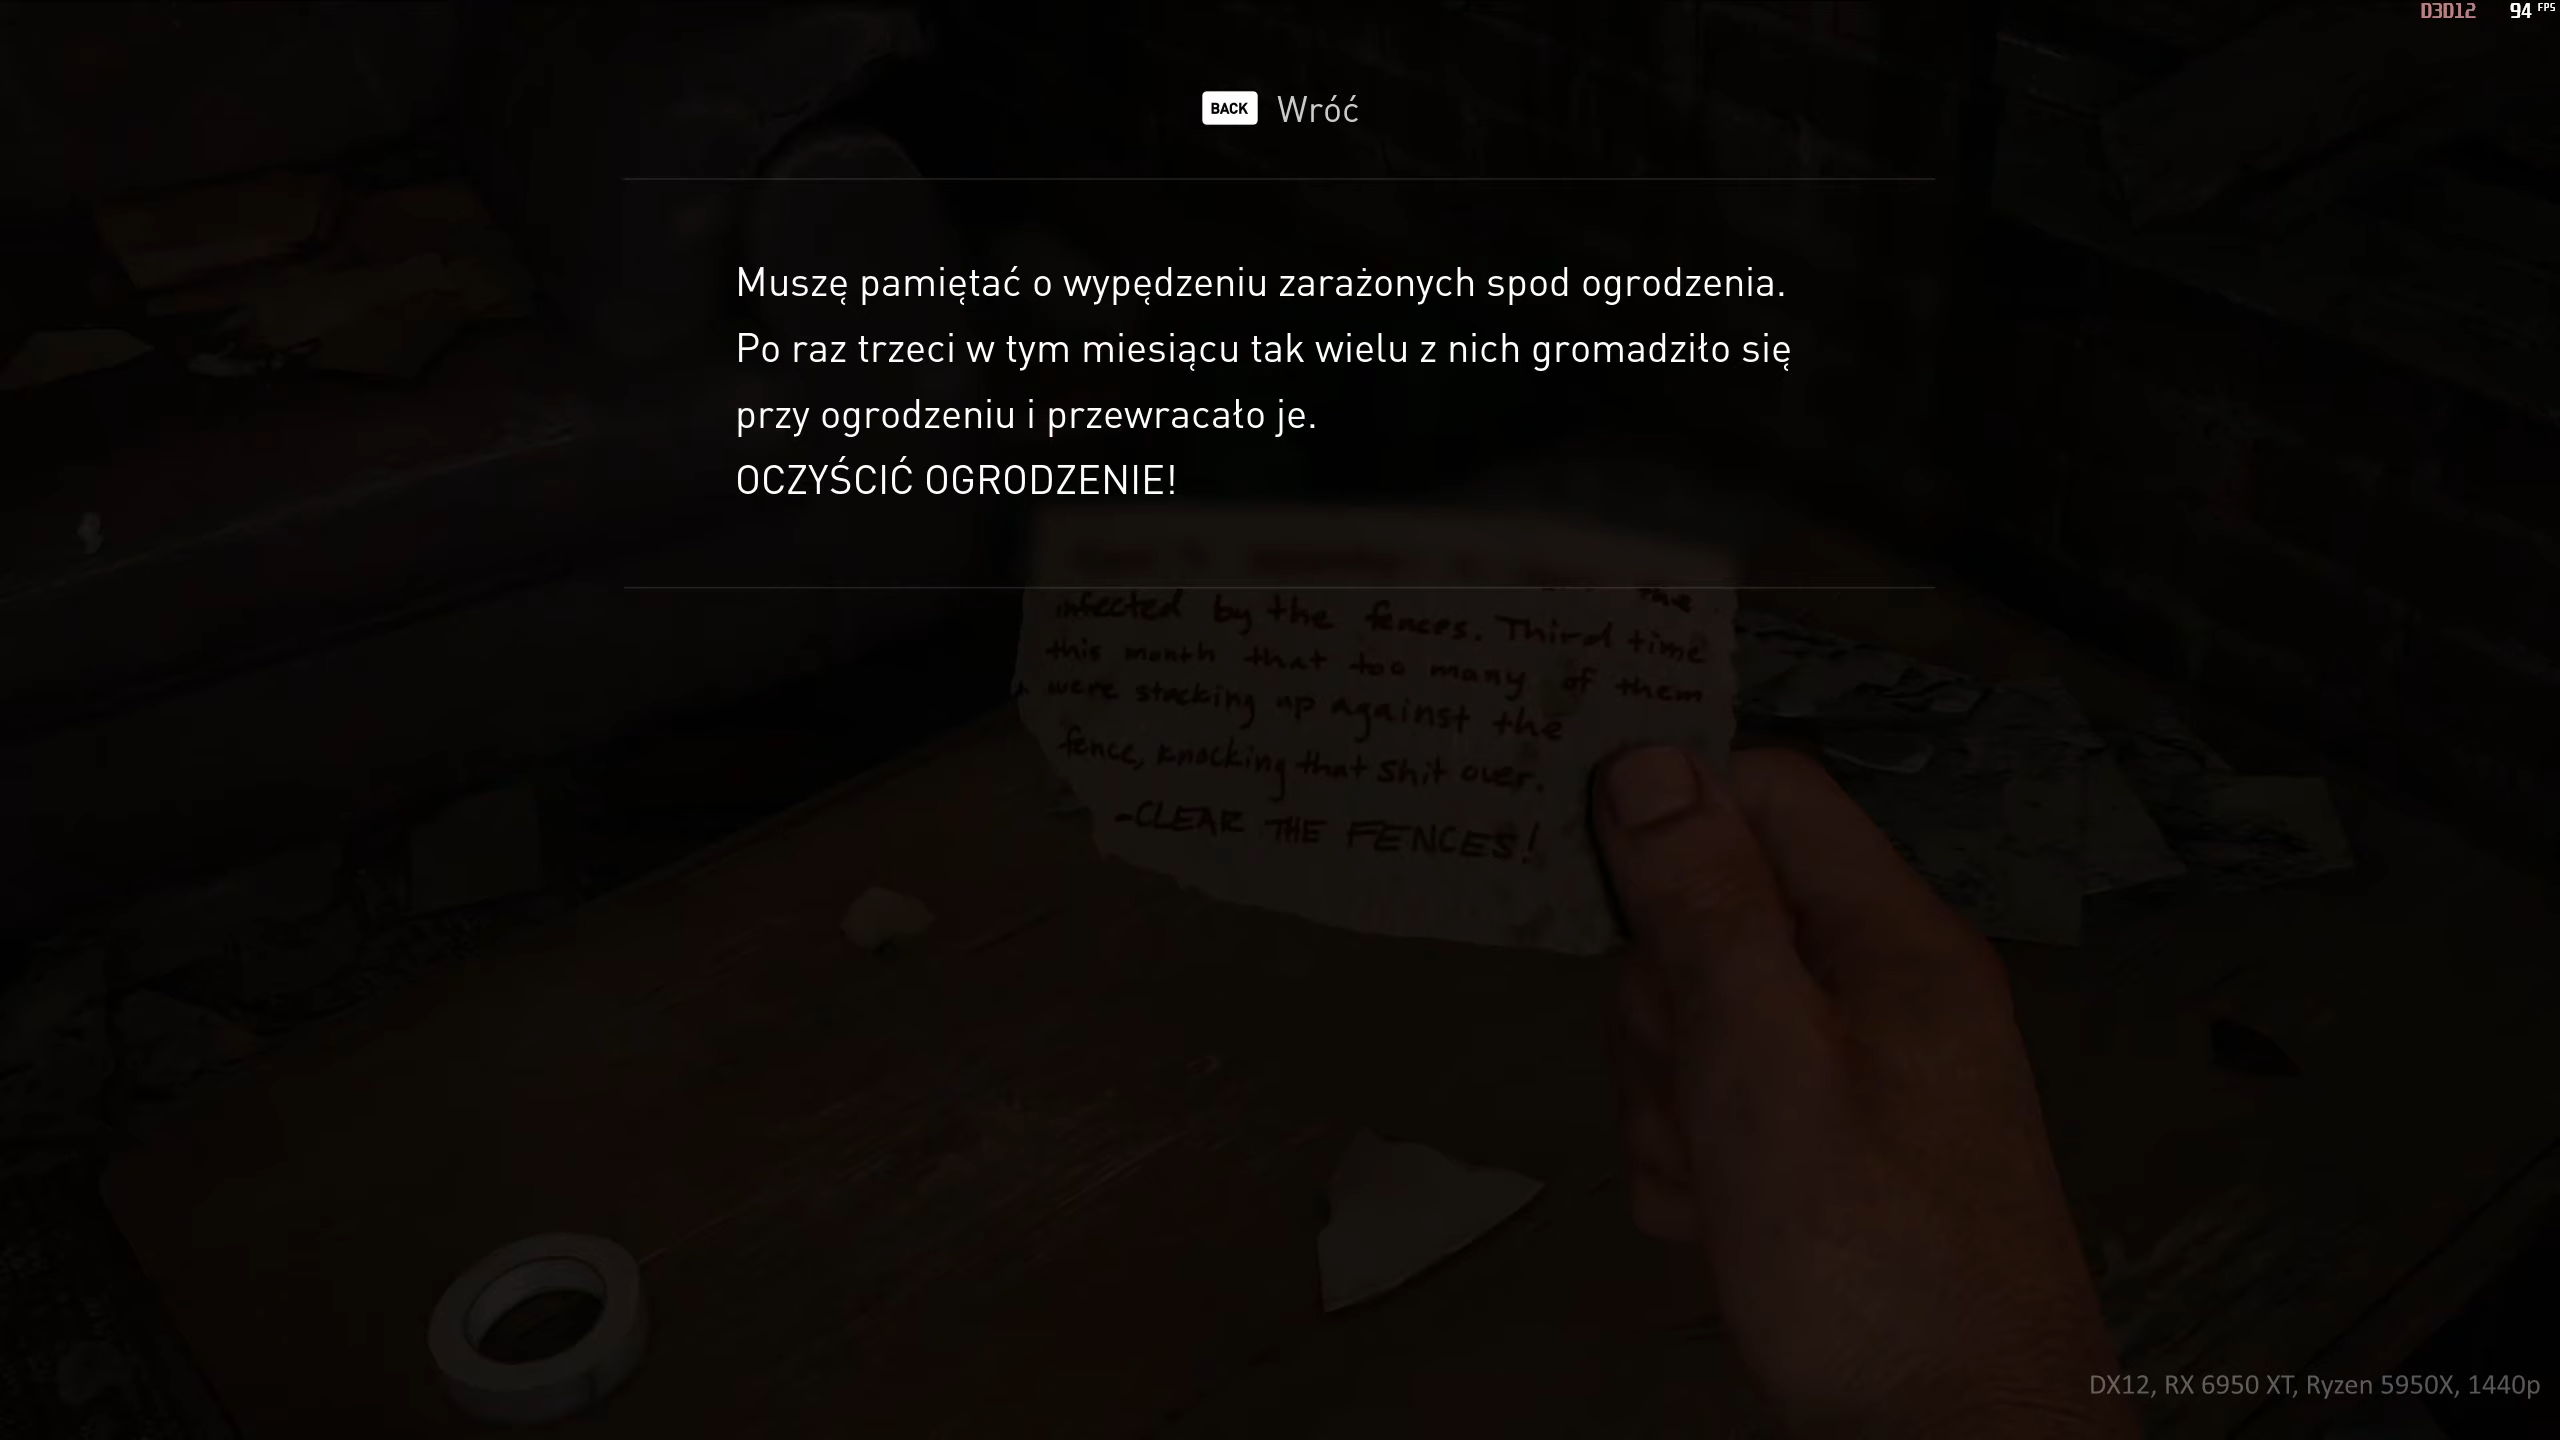 D3D12 94 FPS
BACK Wróć
Muszę pamiętać o wypędzeniu zarażonych spod ogrodzenia.
Po raz trzeci w tym miesiącu tak wielu z nich gromadziło się
przy ogrodzeniu i przewracało je.
OCZYŚCIĆ OGRODZENIE!
the
infected by the fences. Third time
this month that too many of them
were stacking up against the
fence, knocking that shit over.
-CLEAR THE FENCES!
DX12, RX 6950 XT, Ryzen 5950X, 1440p